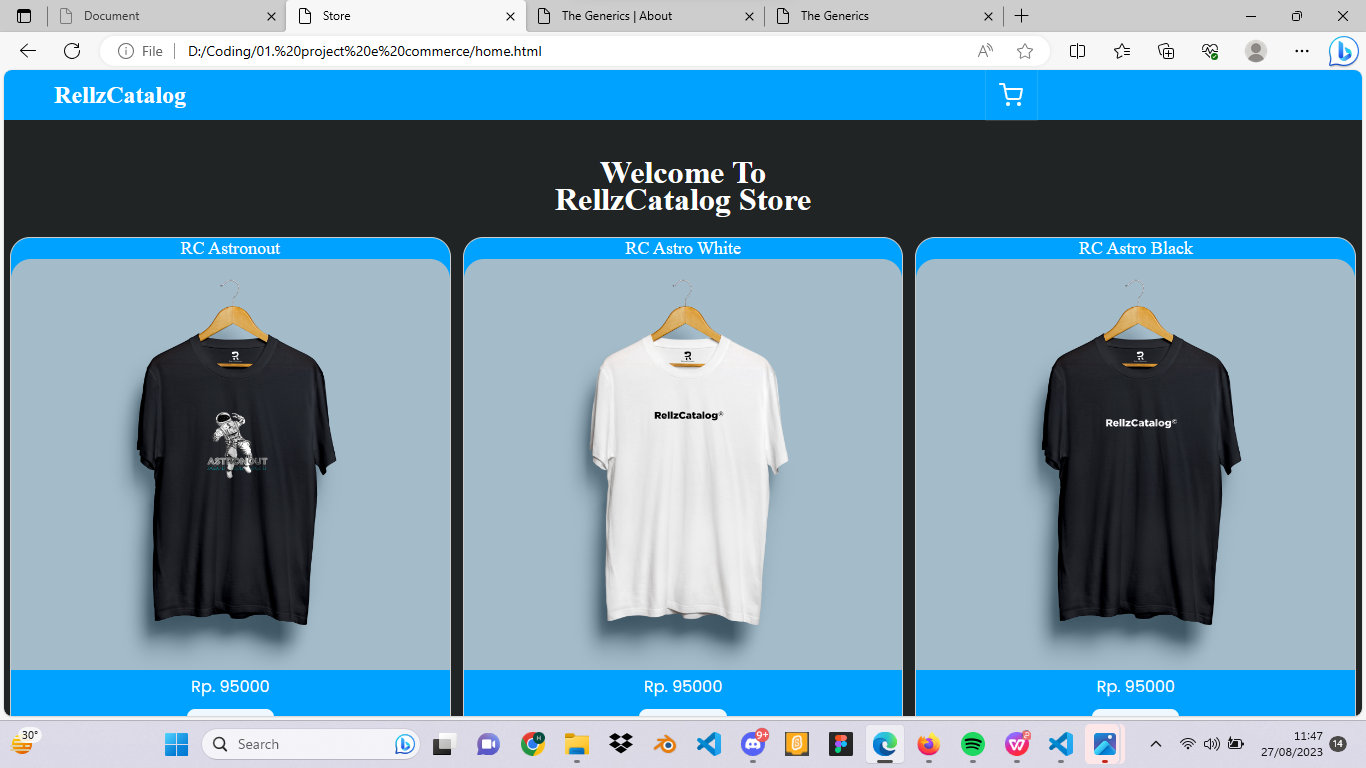 Document
Store
The Generics | About
The Generics
File
D:/Coding/01.%20project%20e%20commerce/home.html
RellzCatalog
Welcome To
RellzCatalog Store
RC Astronout
RC Astro White
RC Astro Black
ASTRONOUT
RellzCatalog®
RellzCatalog®
Rp. 95000
Rp. 95000
Rp. 95000
30°
Search
9+
11:47
27/08/2023
14